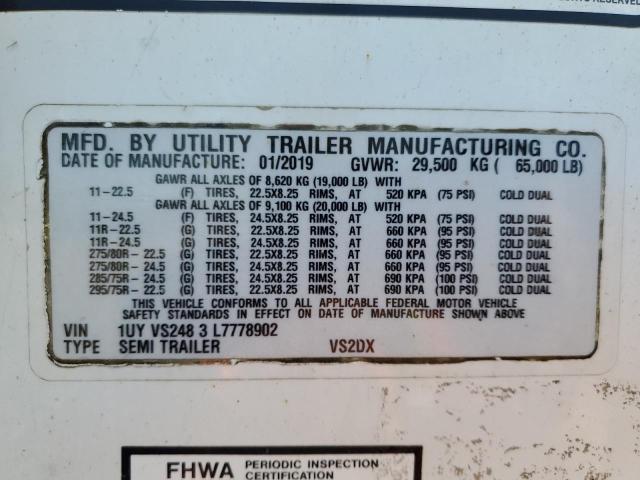 RESERVED
MFD. BY UTILITY TRAILER MANUFACTURING CO.
DATE OF MANUFACTURE: 01/2019 GVWR: 29,500 KG ( 65,000 LB)
GAWR ALL AXLES OF 8,620 KG (19,000 LB) WITH
11-22.5 (F) TIRES, 22.5X8.25 RIMS, AT 520 KPA (75 PSI) COLD DUAL
GAWR ALL AXLES OF 9,100 KG (20,000 LB) WITH
11-24.5 (F) TIRES, 24.5X8.25 RIMS, AT 520 KPA (75 PSI) COLD DUAL
11R-22.5 (G) TIRES, 22.5X8.25 RIMS, AT 660 KPA (95 PSI) COLD DUAL
11R-24.5 (G) TIRES, 24.5X8.25 RIMS, AT 660 KPA (95 PSI) COLD DUAL
275/80R-22.5 (G) TIRES, 22.5X8.25 RIMS, AT 660 KPA (95 PSI) COLD DUAL
275/80R-24.5 (G) TIRES, 24.5X8.25 RIMS, AT 660 KPA (95 PSI) COLD DUAL
285/75R-24.5 (G) TIRES, 24.5X8.25 RIMS, AT 690 KPA (100 PSI) COLD DUAL
295/75R-22.5 (G) TIRES, 22.5X8.25 RIMS, AT 690 KPA (100 PSI) COLD DUAL
THIS VEHICLE CONFORMS TO ALL APPLICABLE FEDERAL MOTOR VEHICLE
SAFETY STANDARDS IN EFFECT ON DATE OF MANUFACTURE SHOWN ABOVE
VIN 1UY VS248 3 L7778902
TYPE SEMI TRAILER VS2DX
FHWA PERIODIC INSPECTION
CERTIFICATION